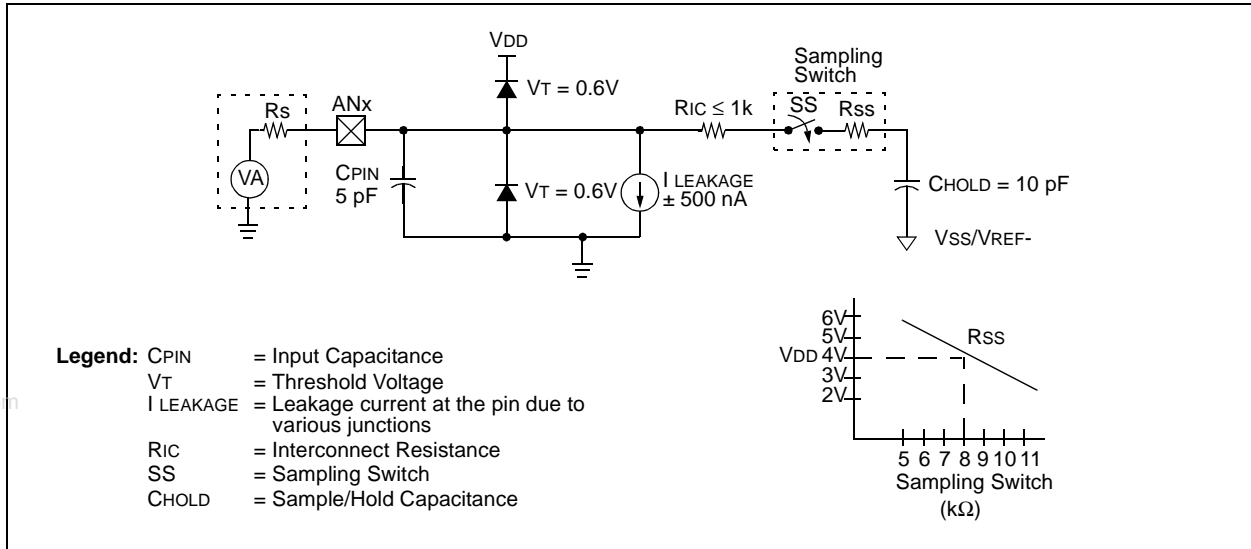 VDD
Sampling
Switch
VT = 0.6V
Rs
ANx
RIC ≤ 1k
SS
RSS
VA
CPIN
5 pF
VT = 0.6V
I LEAKAGE
± 500 nA
CHOLD = 10 pF
VSS/VREF-
6V
5V
VDD 4V
3V
2V
RSS
5 6 7 8 9 10 11
Sampling Switch
(kΩ)
Legend: CPIN = Input Capacitance
VT = Threshold Voltage
I LEAKAGE = Leakage current at the pin due to
various junctions
RIC = Interconnect Resistance
SS = Sampling Switch
CHOLD = Sample/Hold Capacitance
m